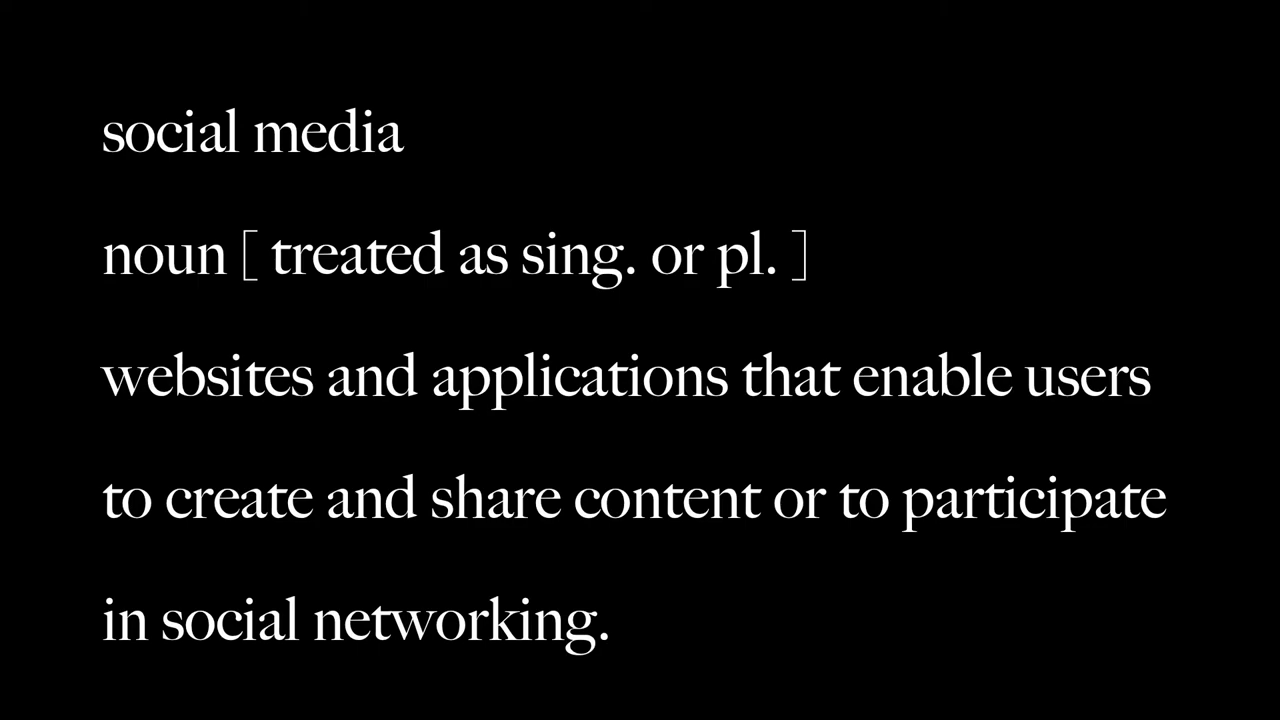 social media
noun [ treated as sing. or pl. ]
websites and applications that enable users
to create and share content or to participate
in social networking.